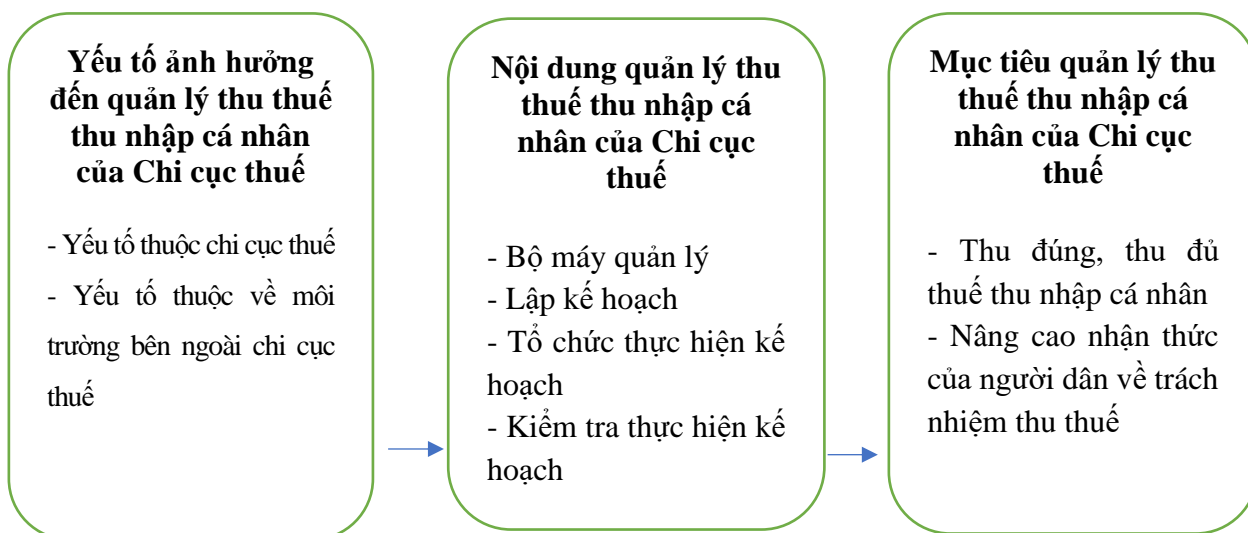 Yếu tố ảnh hưởng
đến quản lý thu thuế
thu nhập cá nhân
của Chi cục thuế
- Yếu tố thuộc chi cục thuế
- Yếu tố thuộc về môi
trường bên ngoài chi cục
thuế
Nội dung quản lý thu
thuế thu nhập cá
nhân của Chi cục
thuế
- Bộ máy quản lý
- Lập kế hoạch
- Tổ chức thực hiện kế
hoạch
- Kiểm tra thực hiện kế
hoạch
Mục tiêu quản lý thu
thuế thu nhập cá
nhân của Chi cục
thuế
- Thu đúng, thu đủ
thuế thu nhập cá nhân
- Nâng cao nhận thức
của người dân về trách
nhiệm thu thuế